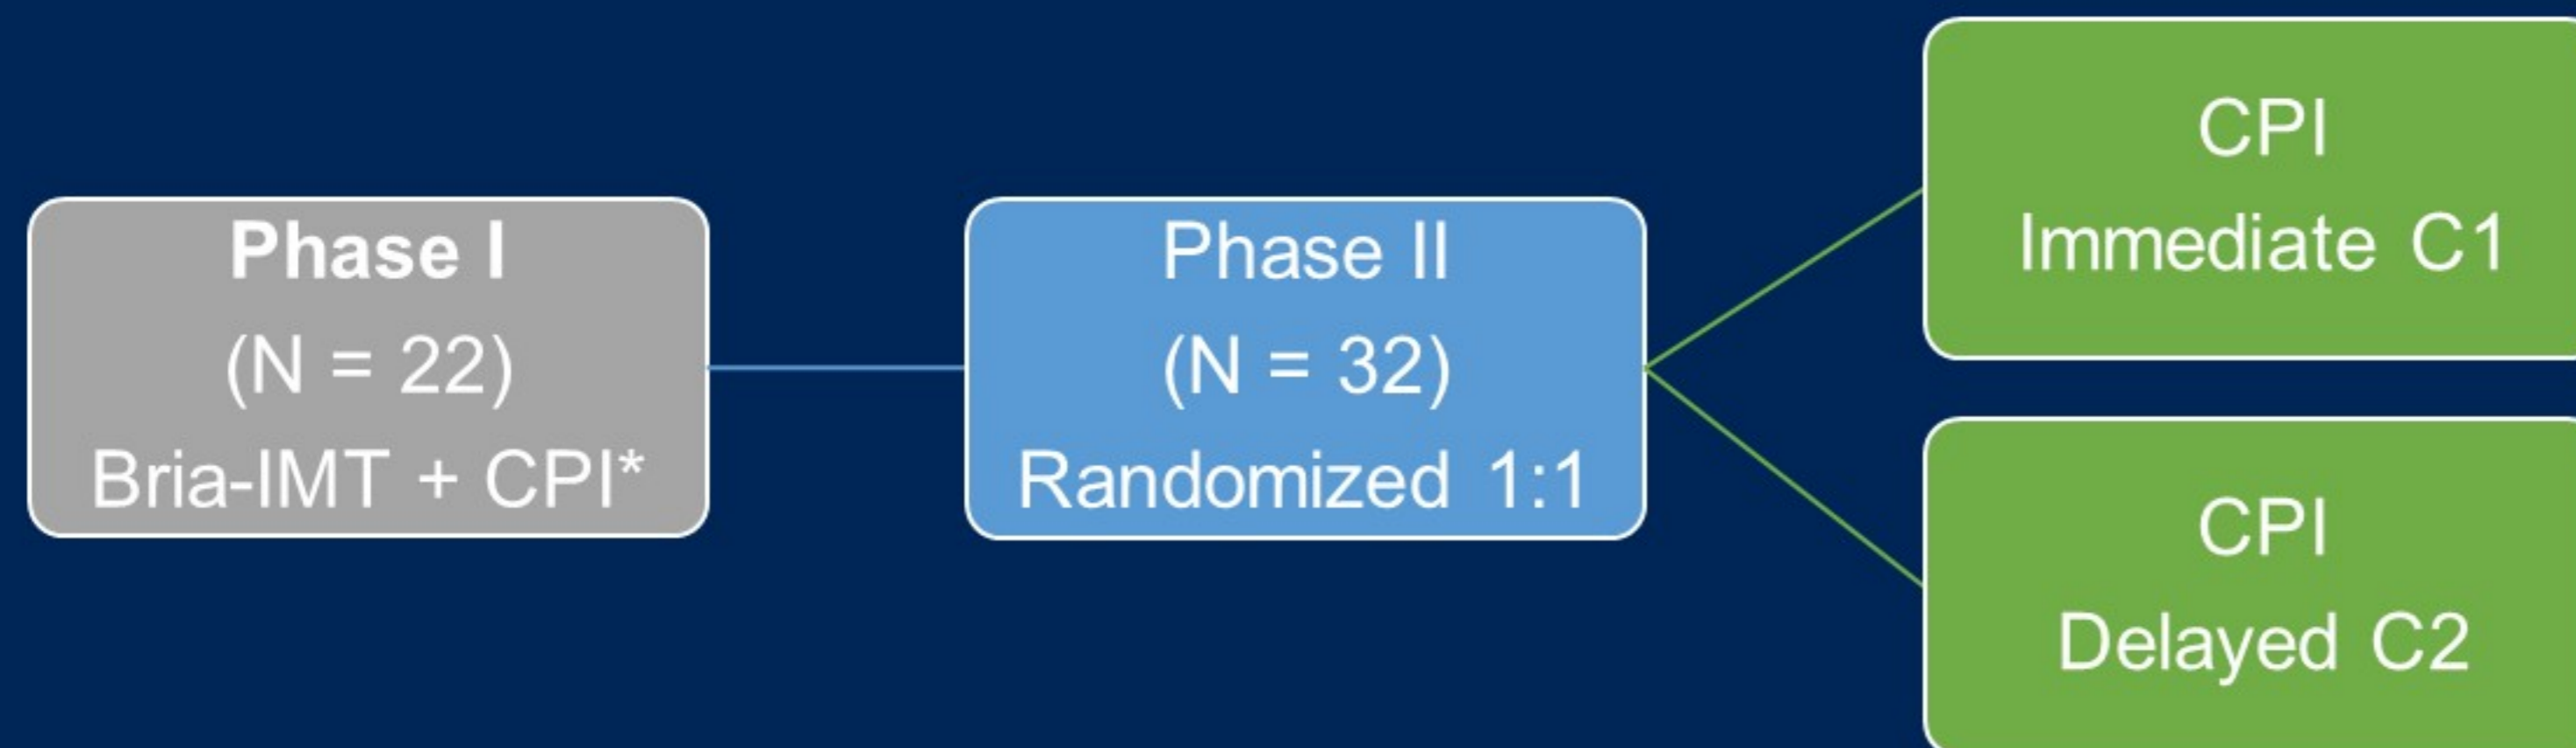 Phase I
(N = 22)
Bria-IMT + CPI*
Phase II
(N = 32)
Randomized 1:1
CPI
Immediate C1
CPI
Delayed C2